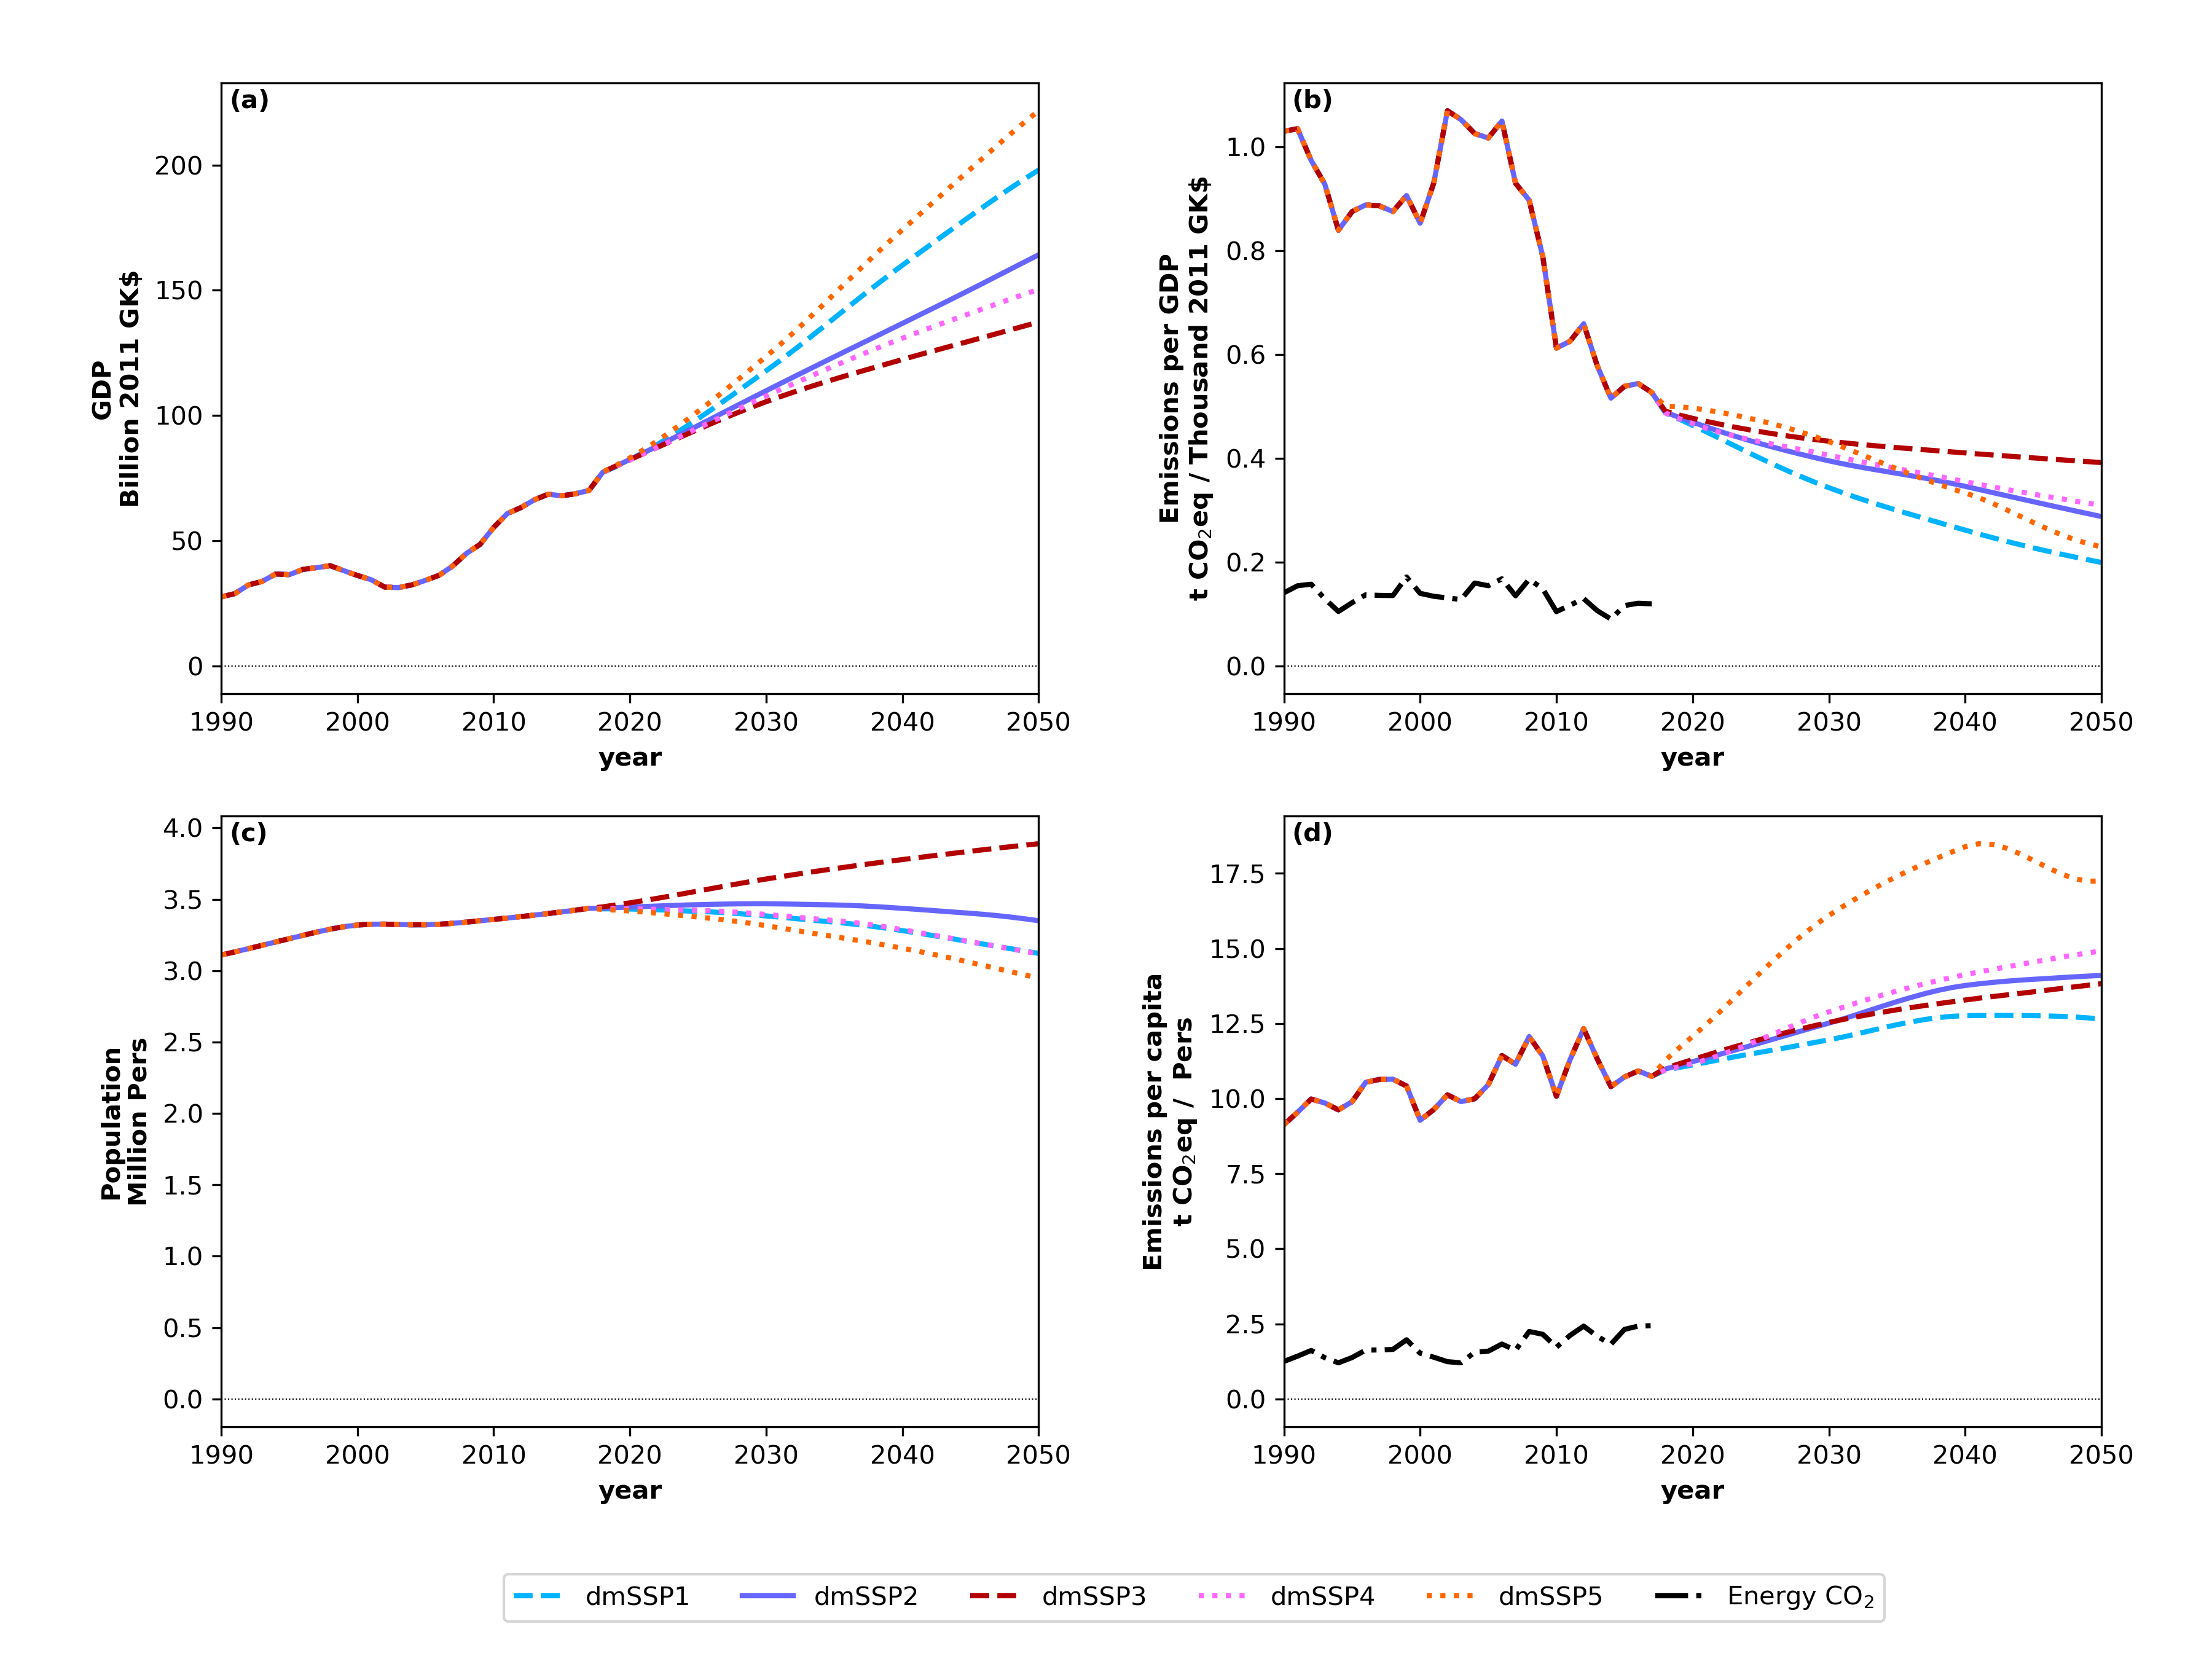 (a)
GDP
Billion 2011 GK$
200
150
100
50
0
1990 2000 2010 2020 2030 2040 2050
year
(b)
Emissions per GDP
t CO₂eq / Thousand 2011 GK$
1.0
0.8
0.6
0.4
0.2
0.0
1990 2000 2010 2020 2030 2040 2050
year
(c)
Population
Million Pers
4.0
3.5
3.0
2.5
2.0
1.5
1.0
0.5
0.0
1990 2000 2010 2020 2030 2040 2050
year
(d)
Emissions per capita
t CO₂eq / Pers
17.5
15.0
12.5
10.0
7.5
5.0
2.5
0.0
1990 2000 2010 2020 2030 2040 2050
year
dmSSP1 dmSSP2 dmSSP3 dmSSP4 dmSSP5 Energy CO₂